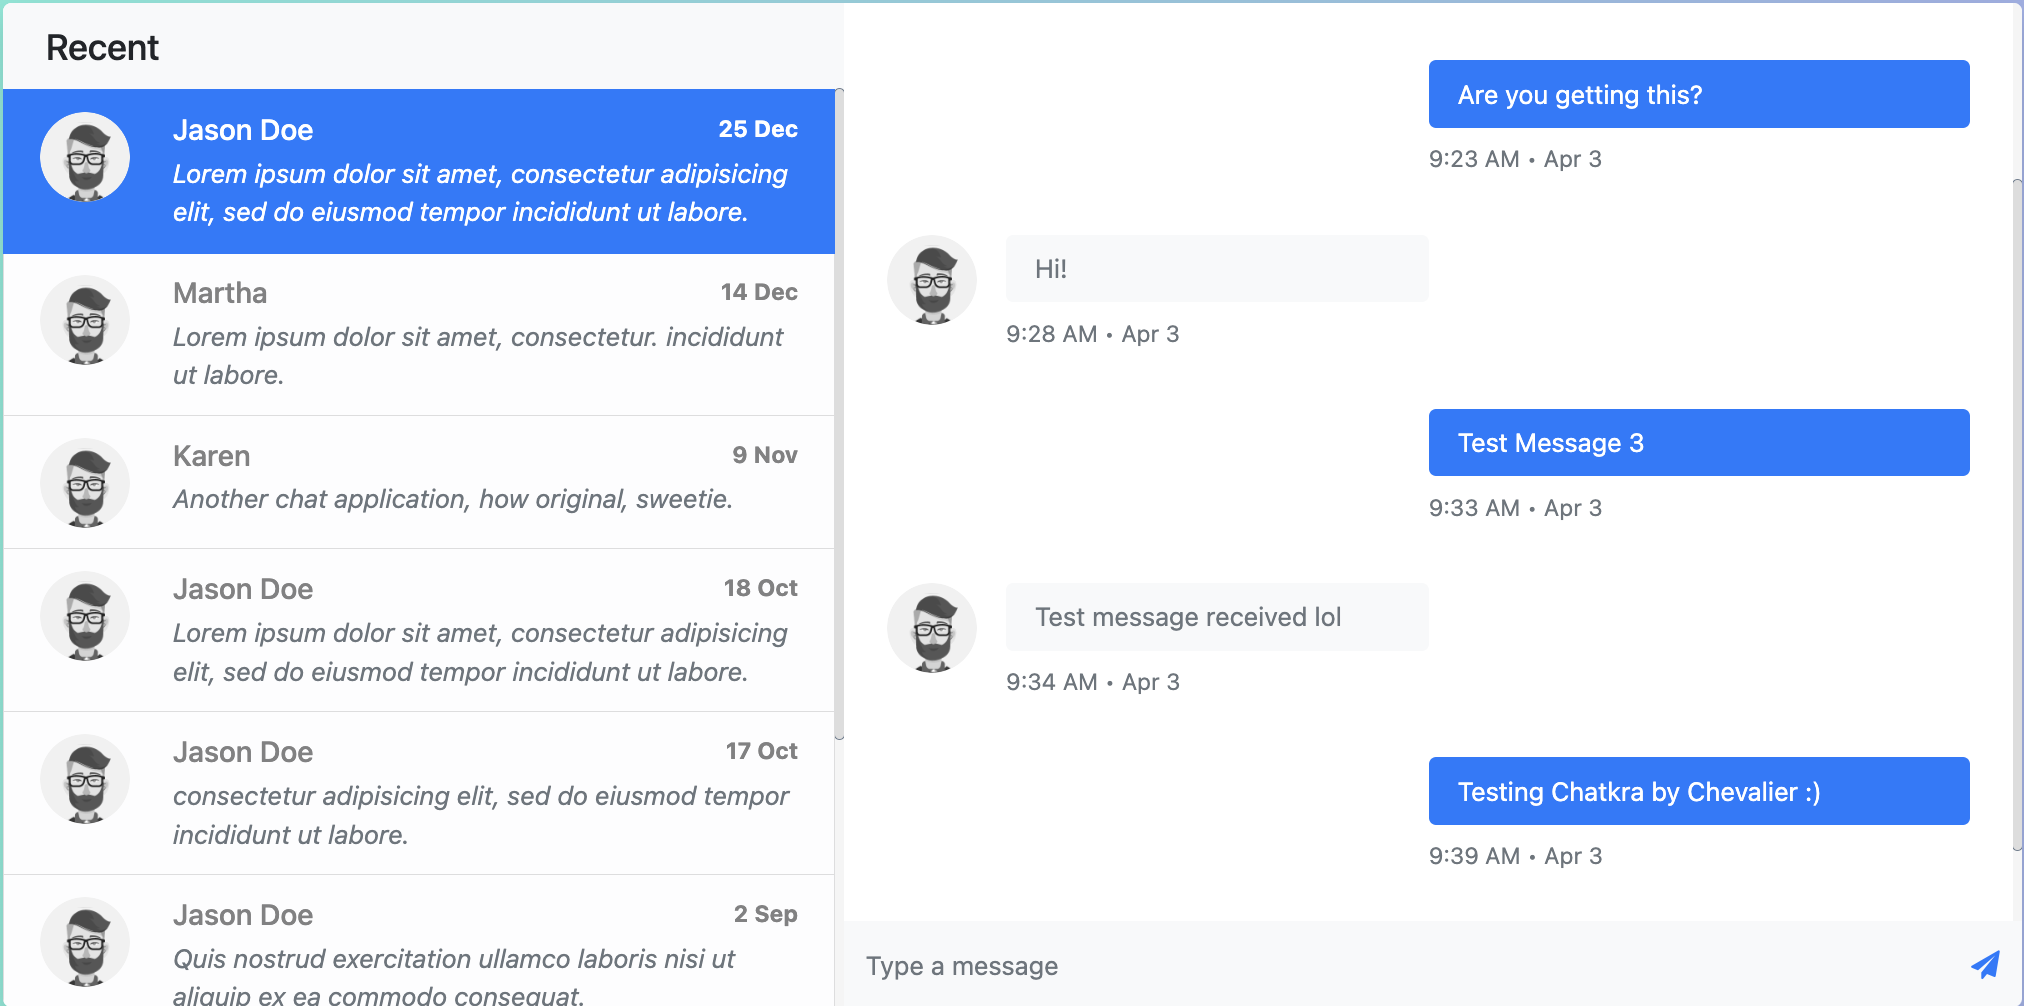 Recent
Jason Doe
25 Dec
Lorem ipsum dolor sit amet, consectetur adipisicing
elit, sed do eiusmod tempor incididunt ut labore.
Martha
14 Dec
Lorem ipsum dolor sit amet, consectetur. incididunt
ut labore.
Karen
9 Nov
Another chat application, how original, sweetie.
Jason Doe
18 Oct
Lorem ipsum dolor sit amet, consectetur adipisicing
elit, sed do eiusmod tempor incididunt ut labore.
Jason Doe
17 Oct
consectetur adipisicing elit, sed do eiusmod tempor
incididunt ut labore.
Jason Doe
2 Sep
Quis nostrud exercitation ullamco laboris nisi ut
aliquip ex ea commodo consequat.
Are you getting this?
9:23 AM • Apr 3
Hi!
9:28 AM • Apr 3
Test Message 3
9:33 AM • Apr 3
Test message received lol
9:34 AM • Apr 3
Testing Chatkra by Chevalier :)
9:39 AM • Apr 3
Type a message